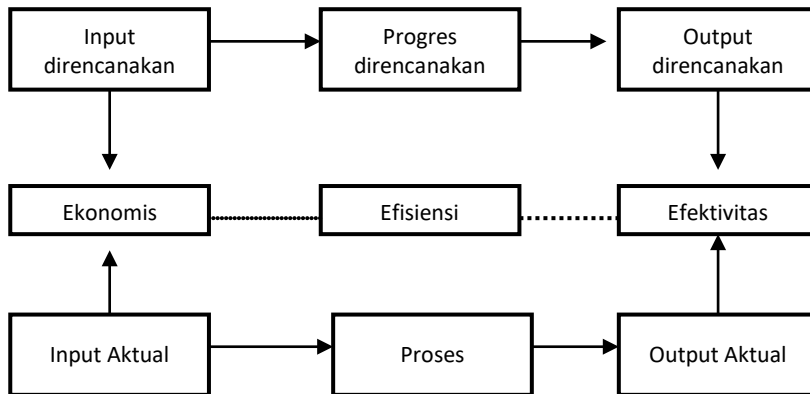 Input
direncanakan
Progres
direncanakan
Output
direncanakan
Ekonomis
Efisiensi
Efektivitas
Input Aktual
Proses
Output Aktual